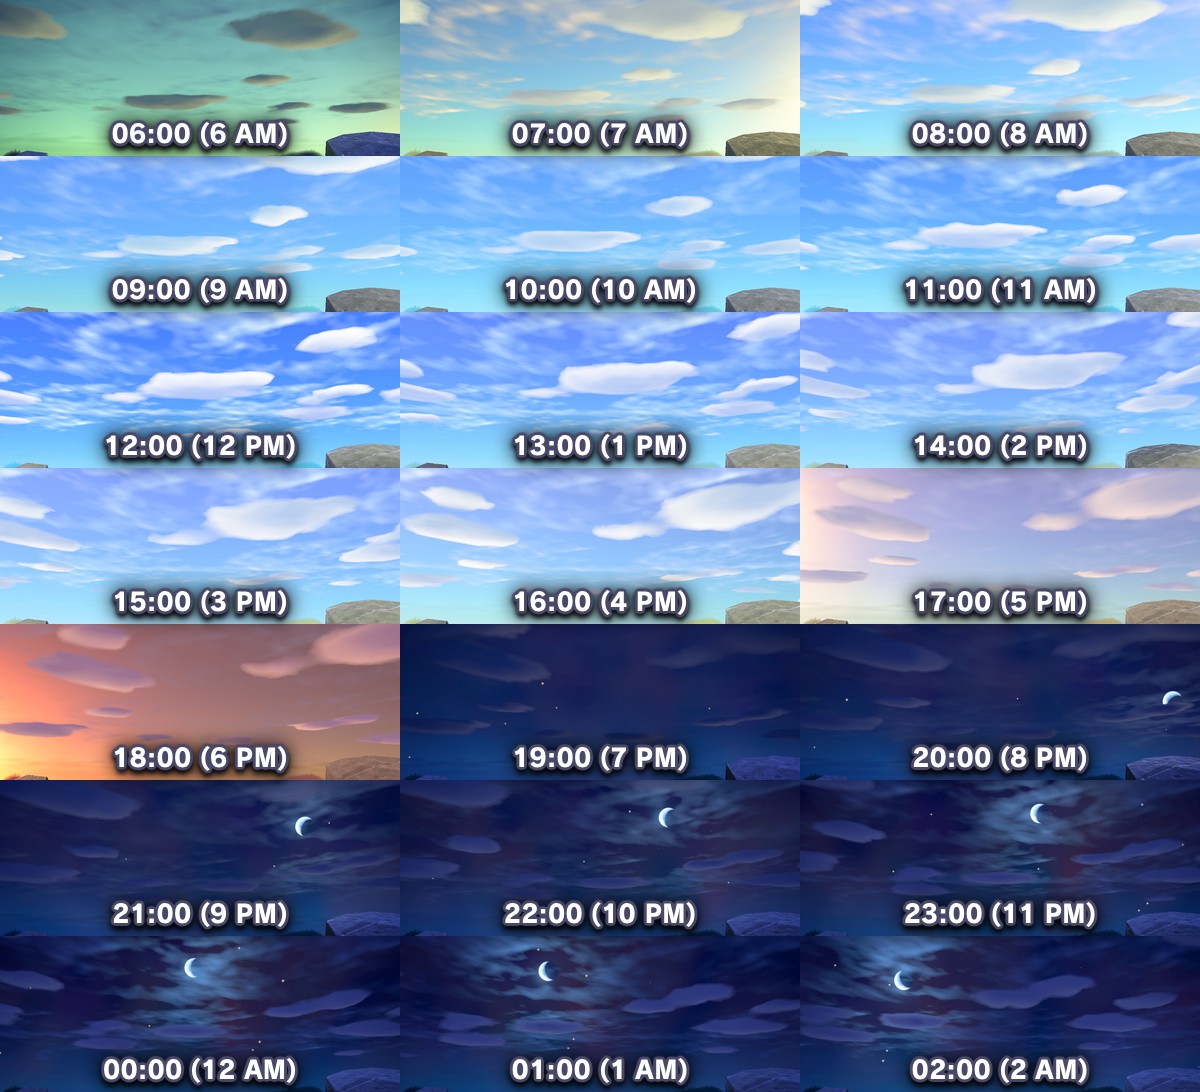 06:00 (6 AM)
07:00 (7 AM)
08:00 (8 AM)
09:00 (9 AM)
10:00 (10 AM)
11:00 (11 AM)
12:00 (12 PM)
13:00 (1 PM)
14:00 (2 PM)
15:00 (3 PM)
16:00 (4 PM)
17:00 (5 PM)
18:00 (6 PM)
19:00 (7 PM)
20:00 (8 PM)
21:00 (9 PM)
22:00 (10 PM)
23:00 (11 PM)
00:00 (12 AM)
01:00 (1 AM)
02:00 (2 AM)